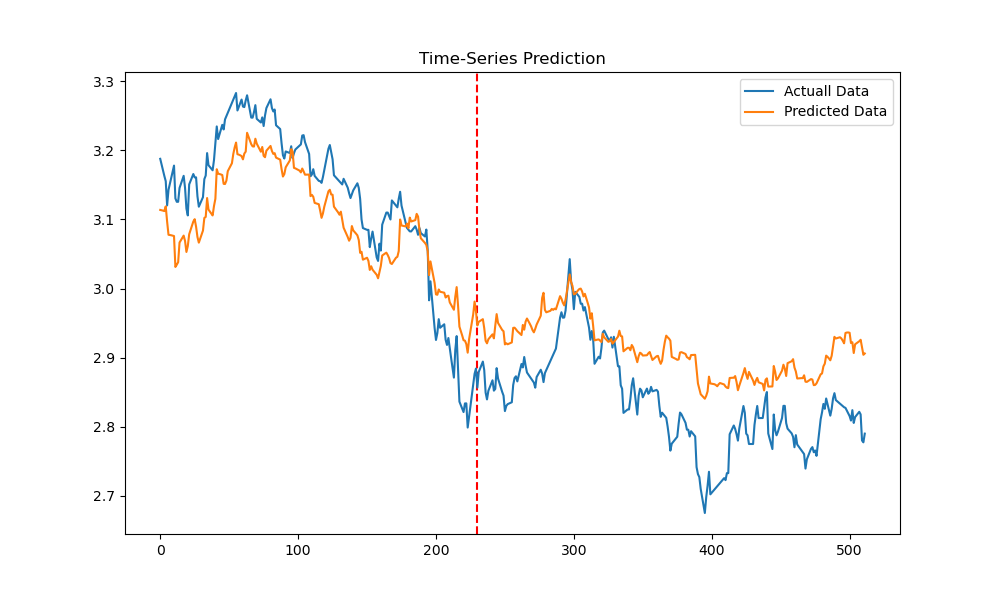 Time-Series Prediction
Actuall Data
Predicted Data
3.3
3.2
3.1
3.0
2.9
2.8
2.7
0 100 200 300 400 500